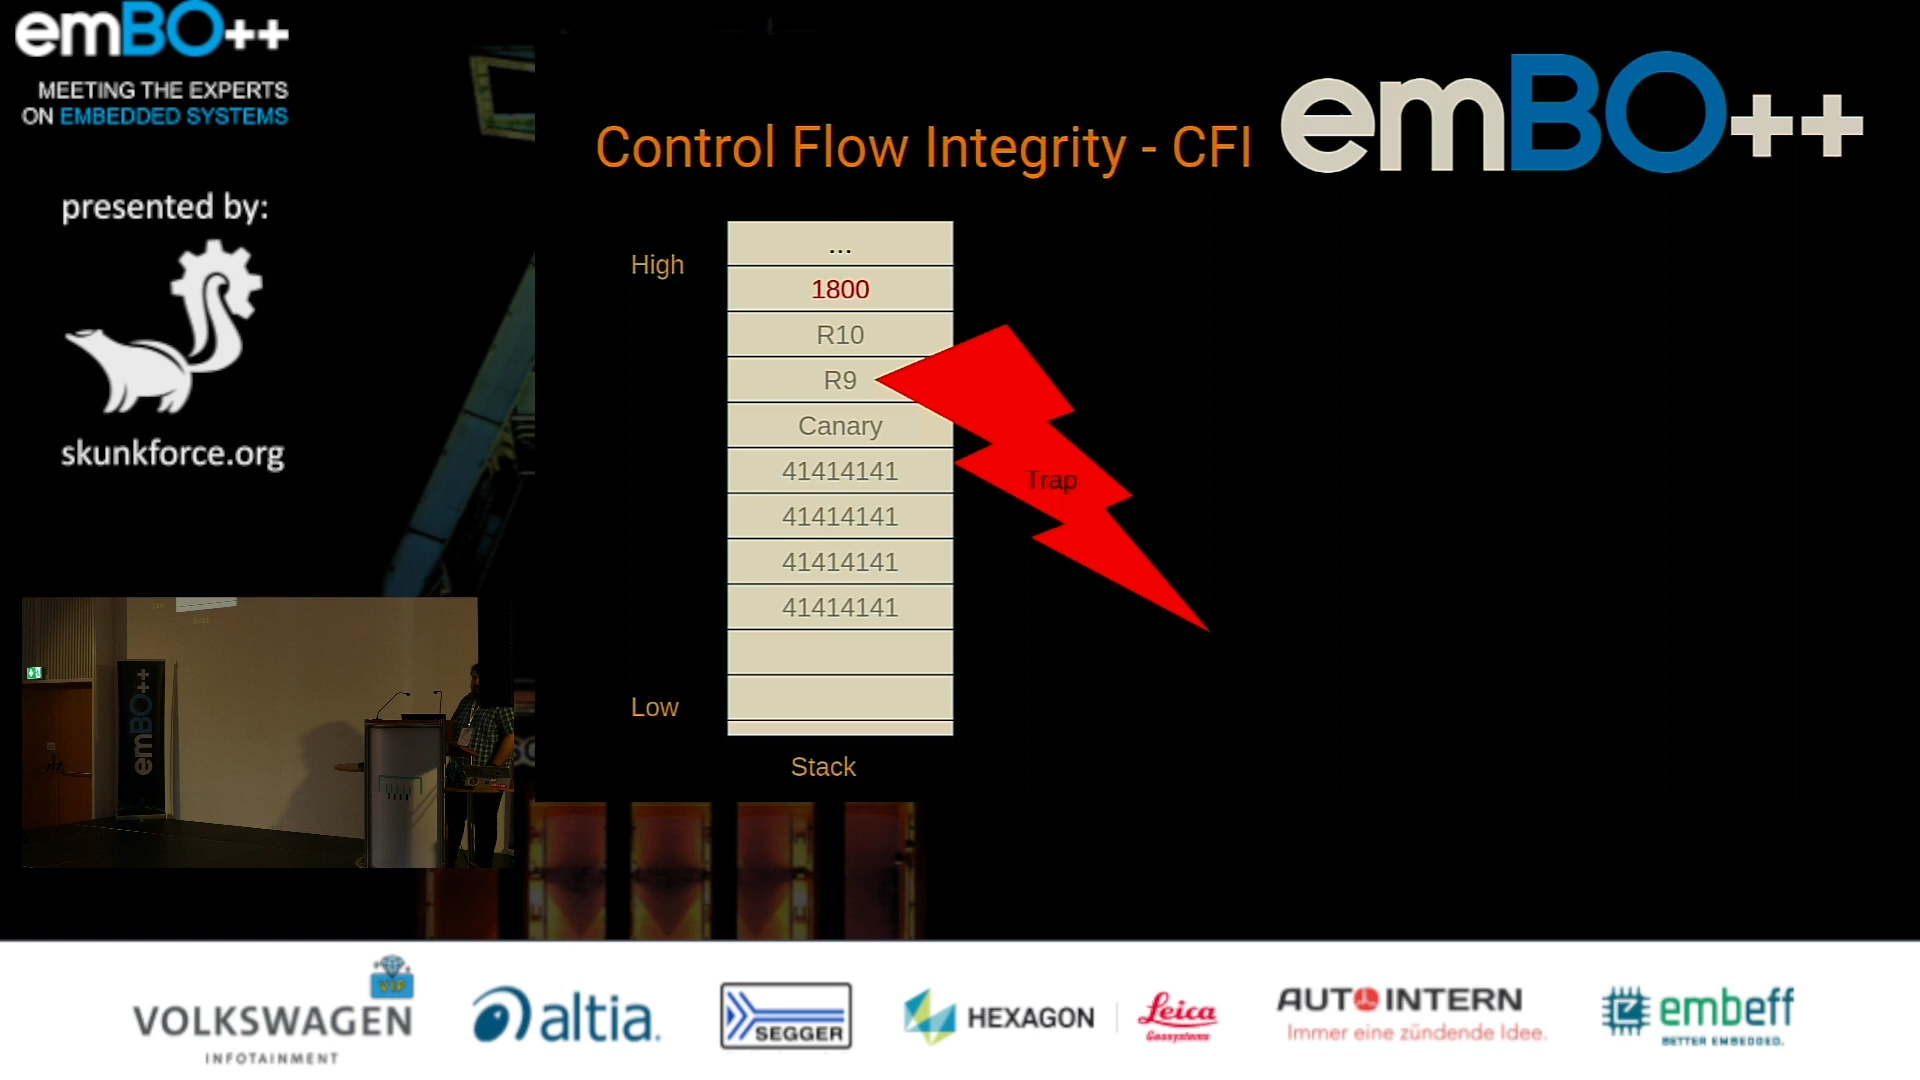 emBO++
MEETING THE EXPERTS
ON EMBEDDED SYSTEMS
presented by:
skunkforce.org
Control Flow Integrity - CFI
emBO++
High
...
1800
R10
R9
Canary
41414141
41414141
41414141
41414141
Trap
Low
Stack
emBO++
VIP
VOLKSWAGEN
INFOTAINMENT
altia.
SEGGER
HEXAGON
Leica
Geosystems
AUTOINTERN
Immer eine zündende Idee.
embeff
BETTER EMBEDDED.